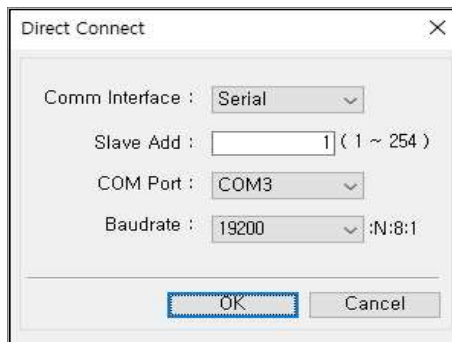 Direct Connect
Comm Interface : Serial
Slave Add : 1 ( 1 ~ 254 )
COM Port : COM3
Baudrate : 19200 :N:8:1
OK Cancel